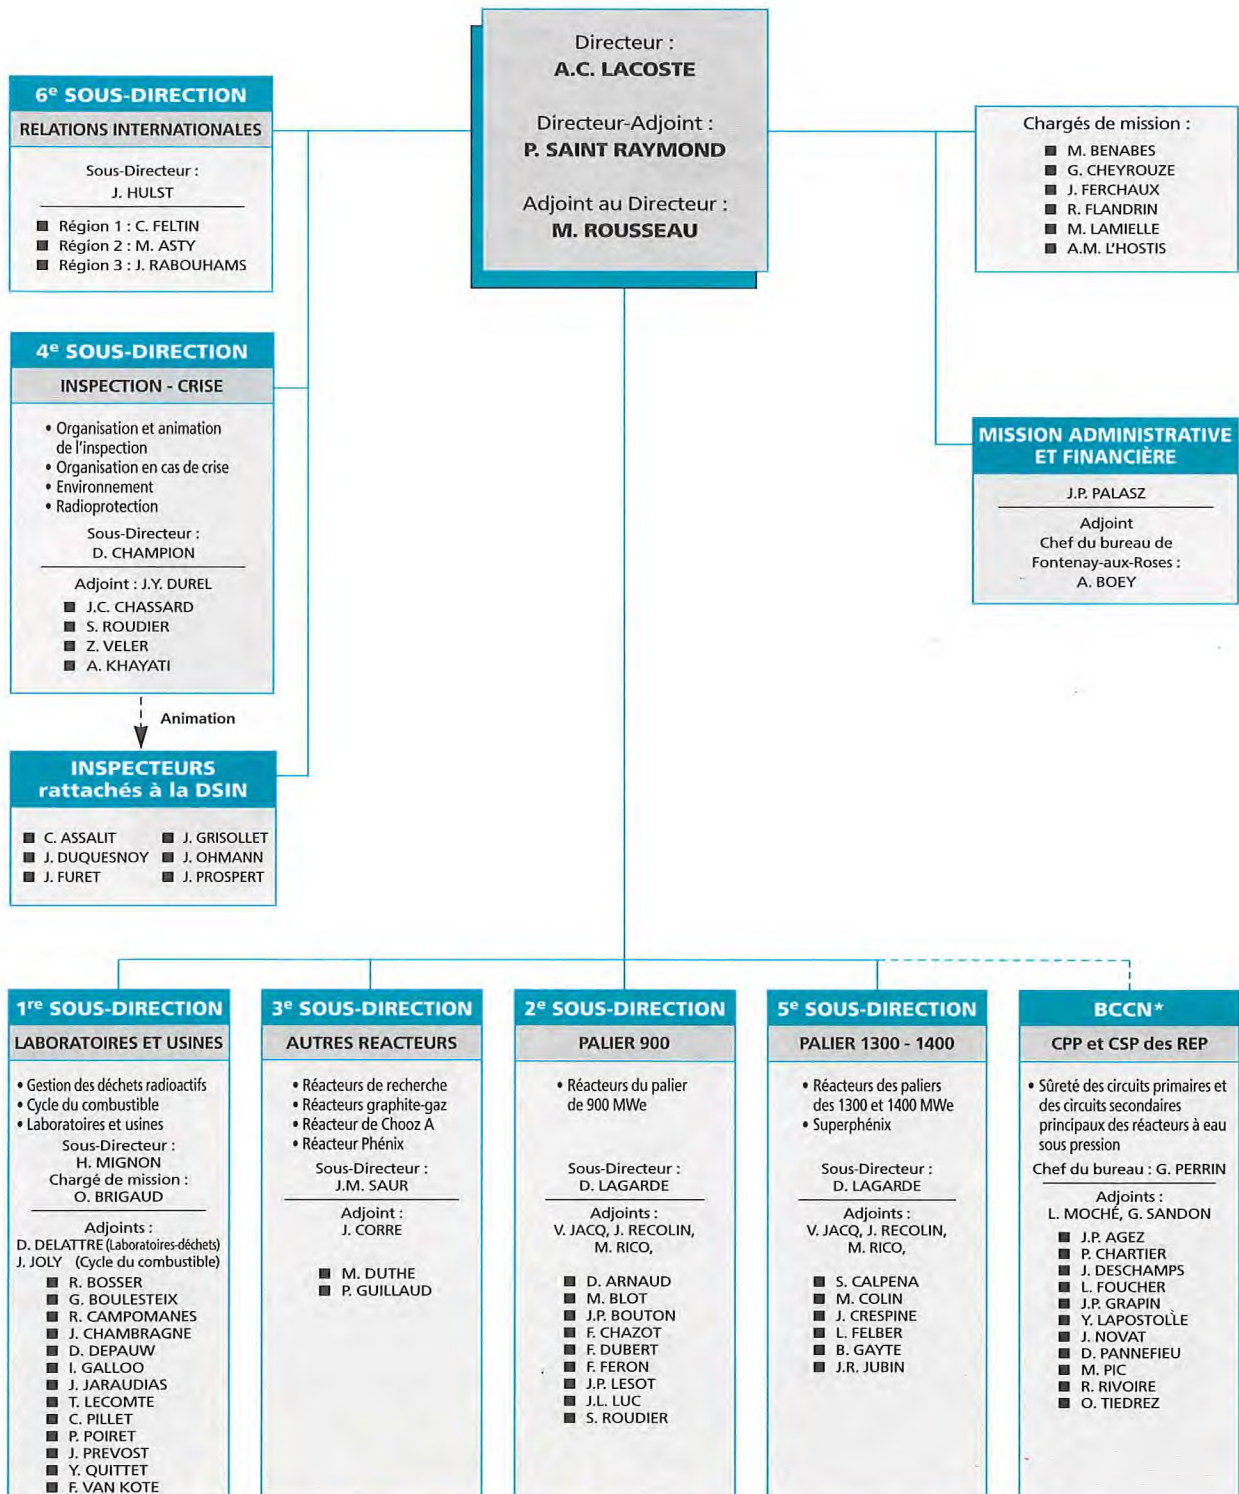 Directeur :
A.C. LACOSTE
Directeur-Adjoint :
P. SAINT RAYMOND
Adjoint au Directeur :
M. ROUSSEAU
6e SOUS-DIRECTION
RELATIONS INTERNATIONALES
Sous-Directeur :
J. HULST
Région 1 : C. FELTIN
Région 2 : M. ASTY
Région 3 : J. RABOUHAMS
Chargés de mission :
M. BENABES
G. CHEYROUZE
J. FERCHAUX
R. FLANDRIN
M. LAMIELLE
A.M. L'HOSTIS
4e SOUS-DIRECTION
INSPECTION - CRISE
• Organisation et animation
de l'inspection
• Organisation en cas de crise
• Environnement
• Radioprotection
Sous-Directeur :
D. CHAMPION
Adjoint : J.Y. DUREL
J.C. CHASSARD
S. ROUDIER
Z. VELER
A. KHAYATI
MISSION ADMINISTRATIVE
ET FINANCIÈRE
J.P. PALASZ
Adjoint
Chef du bureau de
Fontenay-aux-Roses :
A. BOEY
Animation
INSPECTEURS
rattachés à la DSIN
C. ASSALIT
J. DUQUESNOY
J. FURET
J. GRISOLLET
J. OHMANN
J. PROSPERT
1re SOUS-DIRECTION
LABORATOIRES ET USINES
• Gestion des déchets radioactifs
• Cycle du combustible
• Laboratoires et usines
Sous-Directeur :
H. MIGNON
Chargé de mission :
O. BRIGAUD
Adjoints :
D. DELATTRE (Laboratoires-déchets)
J. JOLY (Cycle du combustible)
R. BOSSER
G. BOULESTEIX
R. CAMPOMANES
J. CHAMBRAGNE
D. DEPAUW
I. GALLOO
J. JARAUDIAS
T. LECOMTE
C. PILLET
P. POIRET
J. PREVOST
Y. QUITTET
F. VAN KOTE
3e SOUS-DIRECTION
AUTRES REACTEURS
• Réacteurs de recherche
• Réacteurs graphite-gaz
• Réacteur de Chooz A
• Réacteur Phénix
Sous-Directeur :
J.M. SAUR
Adjoint :
J. CORRE
M. DUTHE
P. GUILLAUD
2e SOUS-DIRECTION
PALIER 900
• Réacteurs du palier
de 900 MWe
Sous-Directeur :
D. LAGARDE
Adjoints :
V. JACQ, J. RECOLIN,
M. RICO,
D. ARNAUD
M. BLOT
J.P. BOUTON
F. CHAZOT
F. DUBERT
F. FERON
J.P. LESOT
J.L. LUC
S. ROUDIER
5e SOUS-DIRECTION
PALIER 1300 - 1400
• Réacteurs des paliers
des 1300 et 1400 MWe
• Superphénix
Sous-Directeur :
D. LAGARDE
Adjoints :
V. JACQ, J. RECOLIN,
M. RICO,
S. CALPENA
M. COLIN
J. CRESPINE
L. FELBER
B. GAYTE
J.R. JUBIN
BCCN*
CPP et CSP des REP
• Sûreté des circuits primaires et
des circuits secondaires
principaux des réacteurs à eau
sous pression
Chef du bureau : G. PERRIN
Adjoints :
L. MOCHÉ, G. SANDON
J.P. AGEZ
P. CHARTIER
J. DESCHAMPS
L. FOUCHER
J.P. GRAPIN
Y. LAPOSTOLLE
J. NOVAT
D. PANNEFIEU
M. PIC
R. RIVOIRE
O. TIEDREZ